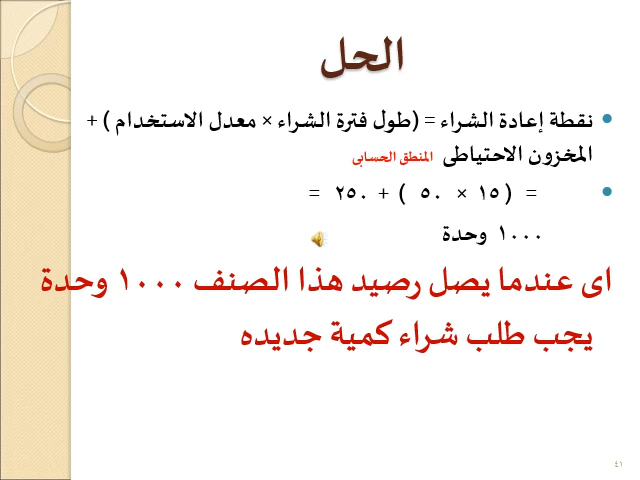 الحل
نقطة إعادة الشراء = (طول فترة الشراء × معدل الاستخدام ) +
المخزون الاحتياطى المنطق الحسابى
= ( ١٥ × ٥٠ ) + ٢٥٠ =
١٠٠٠ وحدة
اى عندما يصل رصيد هذا الصنف ١٠٠٠ وحدة
يجب طلب شراء كمية جديده
٤١